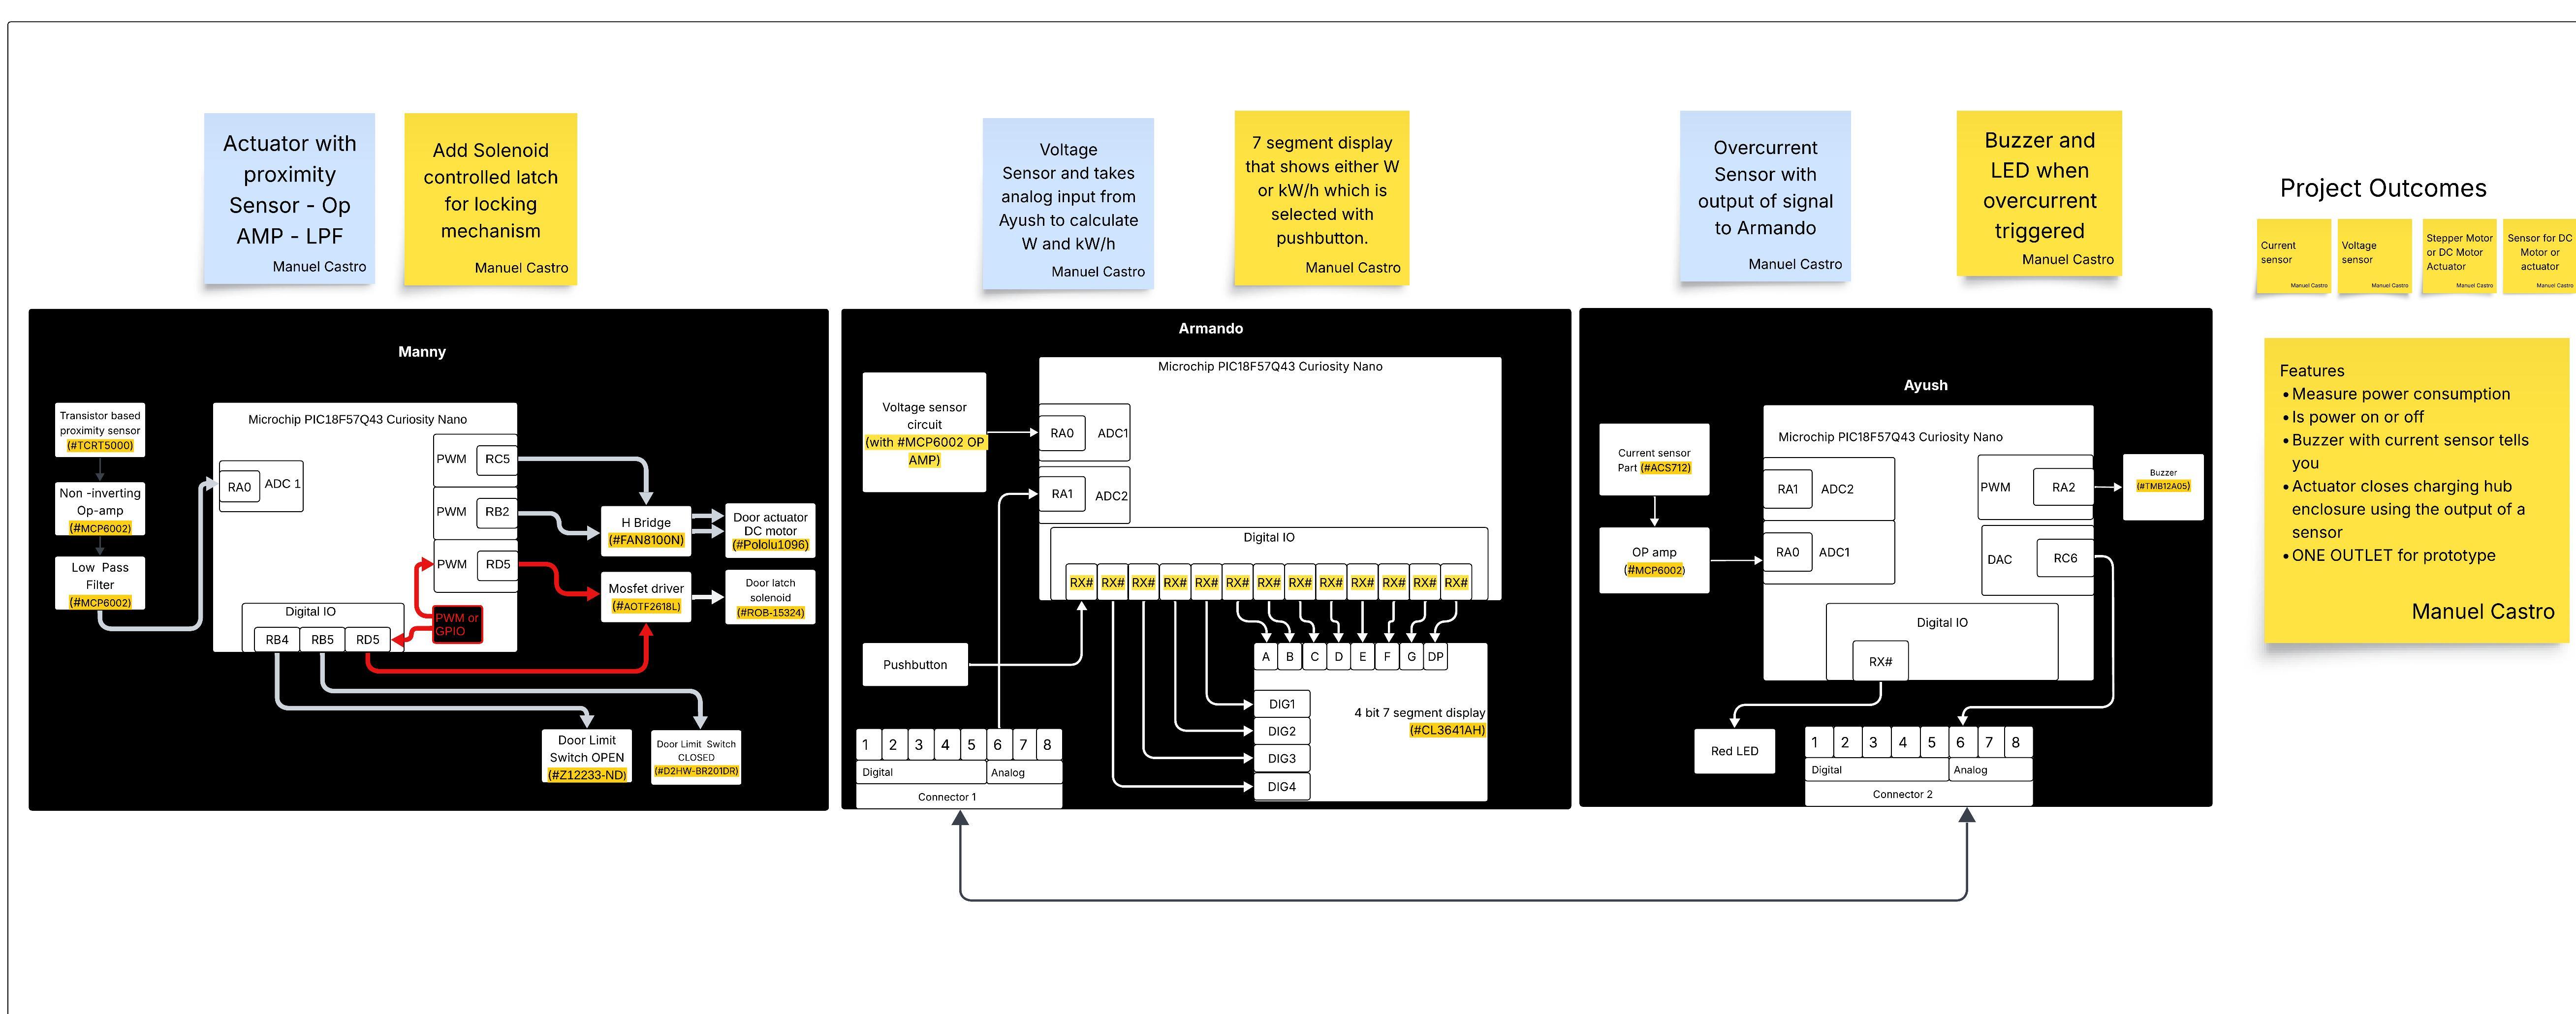 Actuator with
proximity
Sensor - Op
AMP - LPF
Manuel Castro
Add Solenoid
controlled latch
for locking
mechanism
Manuel Castro
Voltage
Sensor and takes
analog input from
Ayush to calculate
W and kW/h
Manuel Castro
7 segment display
that shows either W
or kW/h which is
selected with
pushbutton.
Manuel Castro
Overcurrent
Sensor with
output of signal
to Armando
Manuel Castro
Buzzer and
LED when
overcurrent
triggered
Manuel Castro
Project Outcomes
Current
sensor
Manuel Castro
Voltage
sensor
Manuel Castro
Stepper Motor
or DC Motor
Actuator
Manuel Castro
Sensor for DC
Motor or
actuator
Manuel Castro
Features
• Measure power consumption
• Is power on or off
• Buzzer with current sensor tells
you
• Actuator closes charging hub
enclosure using the output of a
sensor
• ONE OUTLET for prototype
Manuel Castro
Manny
Transistor based
proximity sensor
(#TCRT5000)
Non -inverting
Op-amp
(#MCP6002)
Low Pass
Filter
(#MCP6002)
Microchip PIC18F57Q43 Curiosity Nano
RA0
ADC 1
PWM
RC5
PWM
RB2
PWM
RD5
Digital IO
RB4
RB5
RD5
PWM or
GPIO
H Bridge
(#FAN8100N)
Door actuator
DC motor
(#Pololu1096)
Mosfet driver
(#AOTF2618L)
Door latch
solenoid
(#ROB-15324)
Door Limit
Switch OPEN
(#Z12233-ND)
Door Limit Switch
CLOSED
(#D2HW-BR201DR)
Armando
Microchip PIC18F57Q43 Curiosity Nano
Voltage sensor
circuit
(with #MCP6002 OP
AMP)
RA0
ADC1
RA1
ADC2
Digital IO
RX#
RX#
RX#
RX#
RX#
RX#
RX#
RX#
RX#
RX#
RX#
RX#
RX#
Pushbutton
A
B
C
D
E
F
G
DP
DIG1
DIG2
DIG3
DIG4
4 bit 7 segment display
(#CL3641AH)
1
2
3
4
5
6
7
8
Digital
Analog
Connector 1
Ayush
Microchip PIC18F57Q43 Curiosity Nano
Current sensor
Part (#ACS712)
OP amp
(#MCP6002)
RA1
ADC2
RA0
ADC1
PWM
RA2
DAC
RC6
Digital IO
RX#
Buzzer
(#TMB12A05)
Red LED
1
2
3
4
5
6
7
8
Digital
Analog
Connector 2